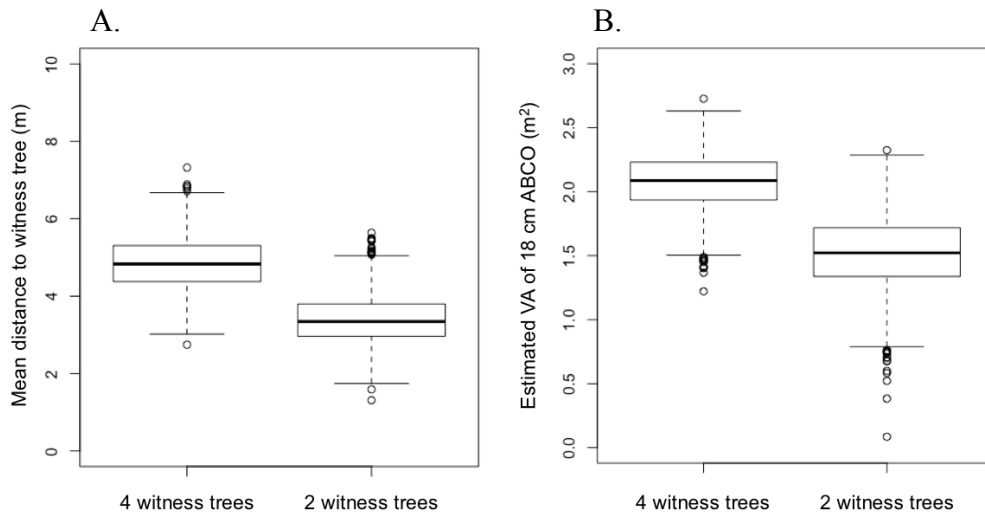 A.
Mean distance to witness tree (m)
10
8
6
4
2
0
4 witness trees
2 witness trees
B.
Estimated VA of 18 cm ABCO (m²)
3.0
2.5
2.0
1.5
1.0
0.5
0.0
4 witness trees
2 witness trees